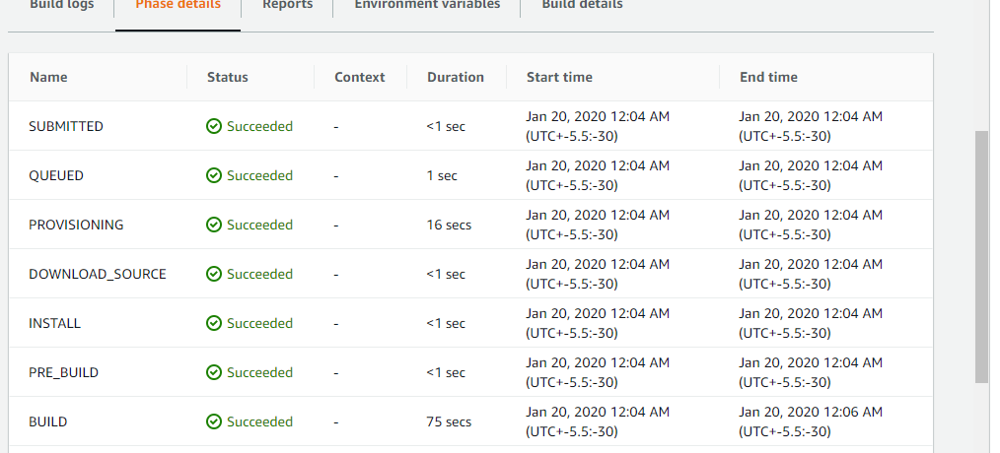 Build logs Phase details Reports Environment variables Build details
Name Status Context Duration Start time End time
SUBMITTED Succeeded - <1 sec Jan 20, 2020 12:04 AM (UTC+-5.5:-30) Jan 20, 2020 12:04 AM (UTC+-5.5:-30)
QUEUED Succeeded - 1 sec Jan 20, 2020 12:04 AM (UTC+-5.5:-30) Jan 20, 2020 12:04 AM (UTC+-5.5:-30)
PROVISIONING Succeeded - 16 secs Jan 20, 2020 12:04 AM (UTC+-5.5:-30) Jan 20, 2020 12:04 AM (UTC+-5.5:-30)
DOWNLOAD_SOURCE Succeeded - <1 sec Jan 20, 2020 12:04 AM (UTC+-5.5:-30) Jan 20, 2020 12:04 AM (UTC+-5.5:-30)
INSTALL Succeeded - <1 sec Jan 20, 2020 12:04 AM (UTC+-5.5:-30) Jan 20, 2020 12:04 AM (UTC+-5.5:-30)
PRE_BUILD Succeeded - <1 sec Jan 20, 2020 12:04 AM (UTC+-5.5:-30) Jan 20, 2020 12:04 AM (UTC+-5.5:-30)
BUILD Succeeded - 75 secs Jan 20, 2020 12:04 AM (UTC+-5.5:-30) Jan 20, 2020 12:06 AM (UTC+-5.5:-30)